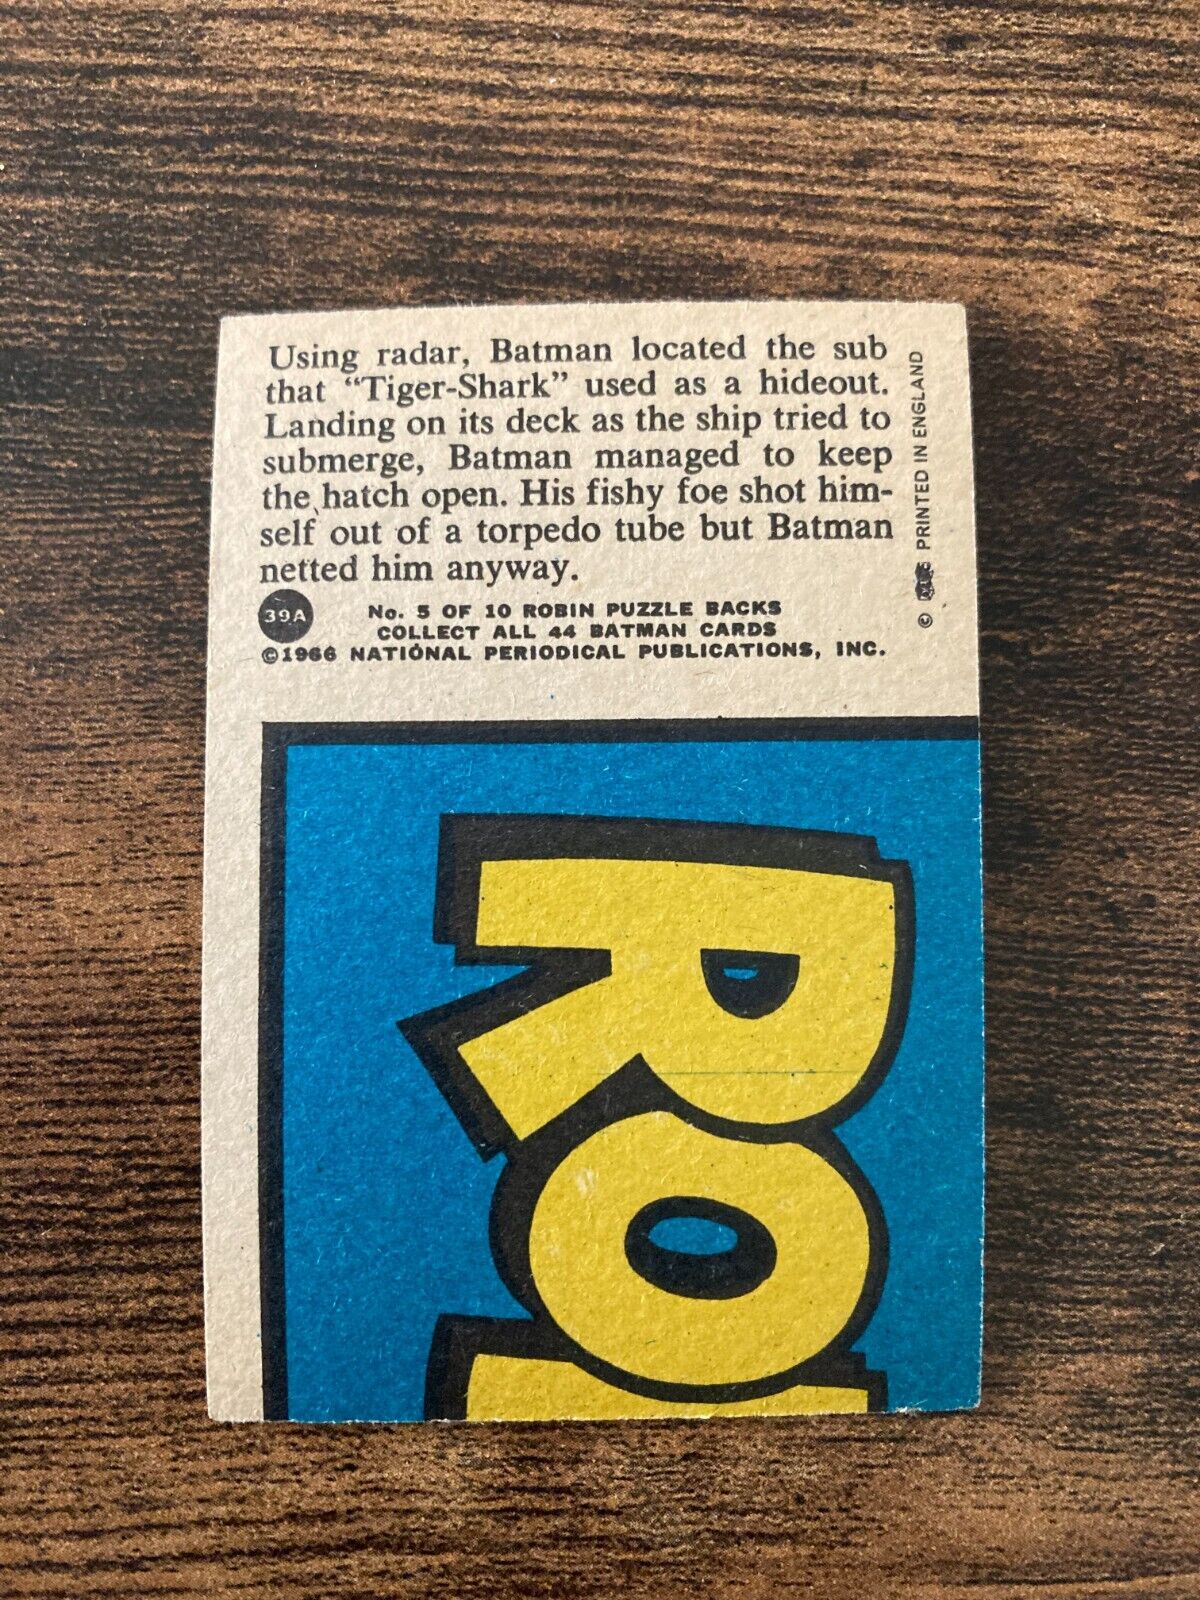 Using radar, Batman located the sub
that “Tiger-Shark” used as a hideout.
Landing on its deck as the ship tried to
submerge, Batman managed to keep
the hatch open. His fishy foe shot him-
self out of a torpedo tube but Batman
netted him anyway.
39A
No. 5 OF 10 ROBIN PUZZLE BACKS
COLLECT ALL 44 BATMAN CARDS
©1966 NATIONAL PERIODICAL PUBLICATIONS, INC.
© PRINTED IN ENGLAND
RO